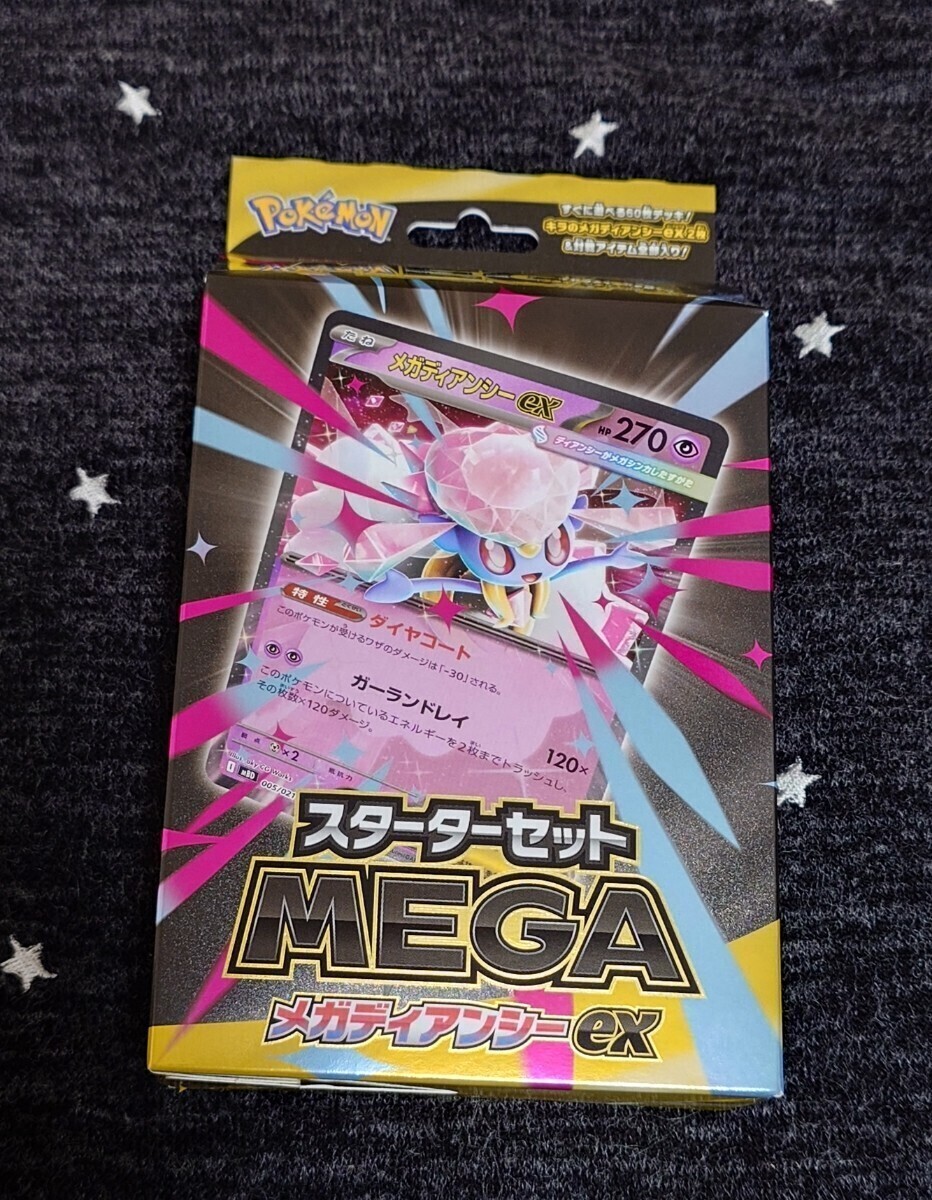 Pokémon
すぐに遊べる60枚デッキ!
キラのメガディアンシーex2枚
&対戦アイテム全部入り!
たね
メガディアンシーex
HP 270
ディアンシーがメガシンカしたすがた
特性 ダイヤコート
このポケモンが受けるワザのダメージは「-30」される。
ガーランドレイ
120×
このポケモンについているエネルギーを2枚までトラッシュし、
その枚数×120ダメージ。
弱点 ×2
抵抗力
I mBD 005/021
スターターセット
MEGA
メガディアンシーex